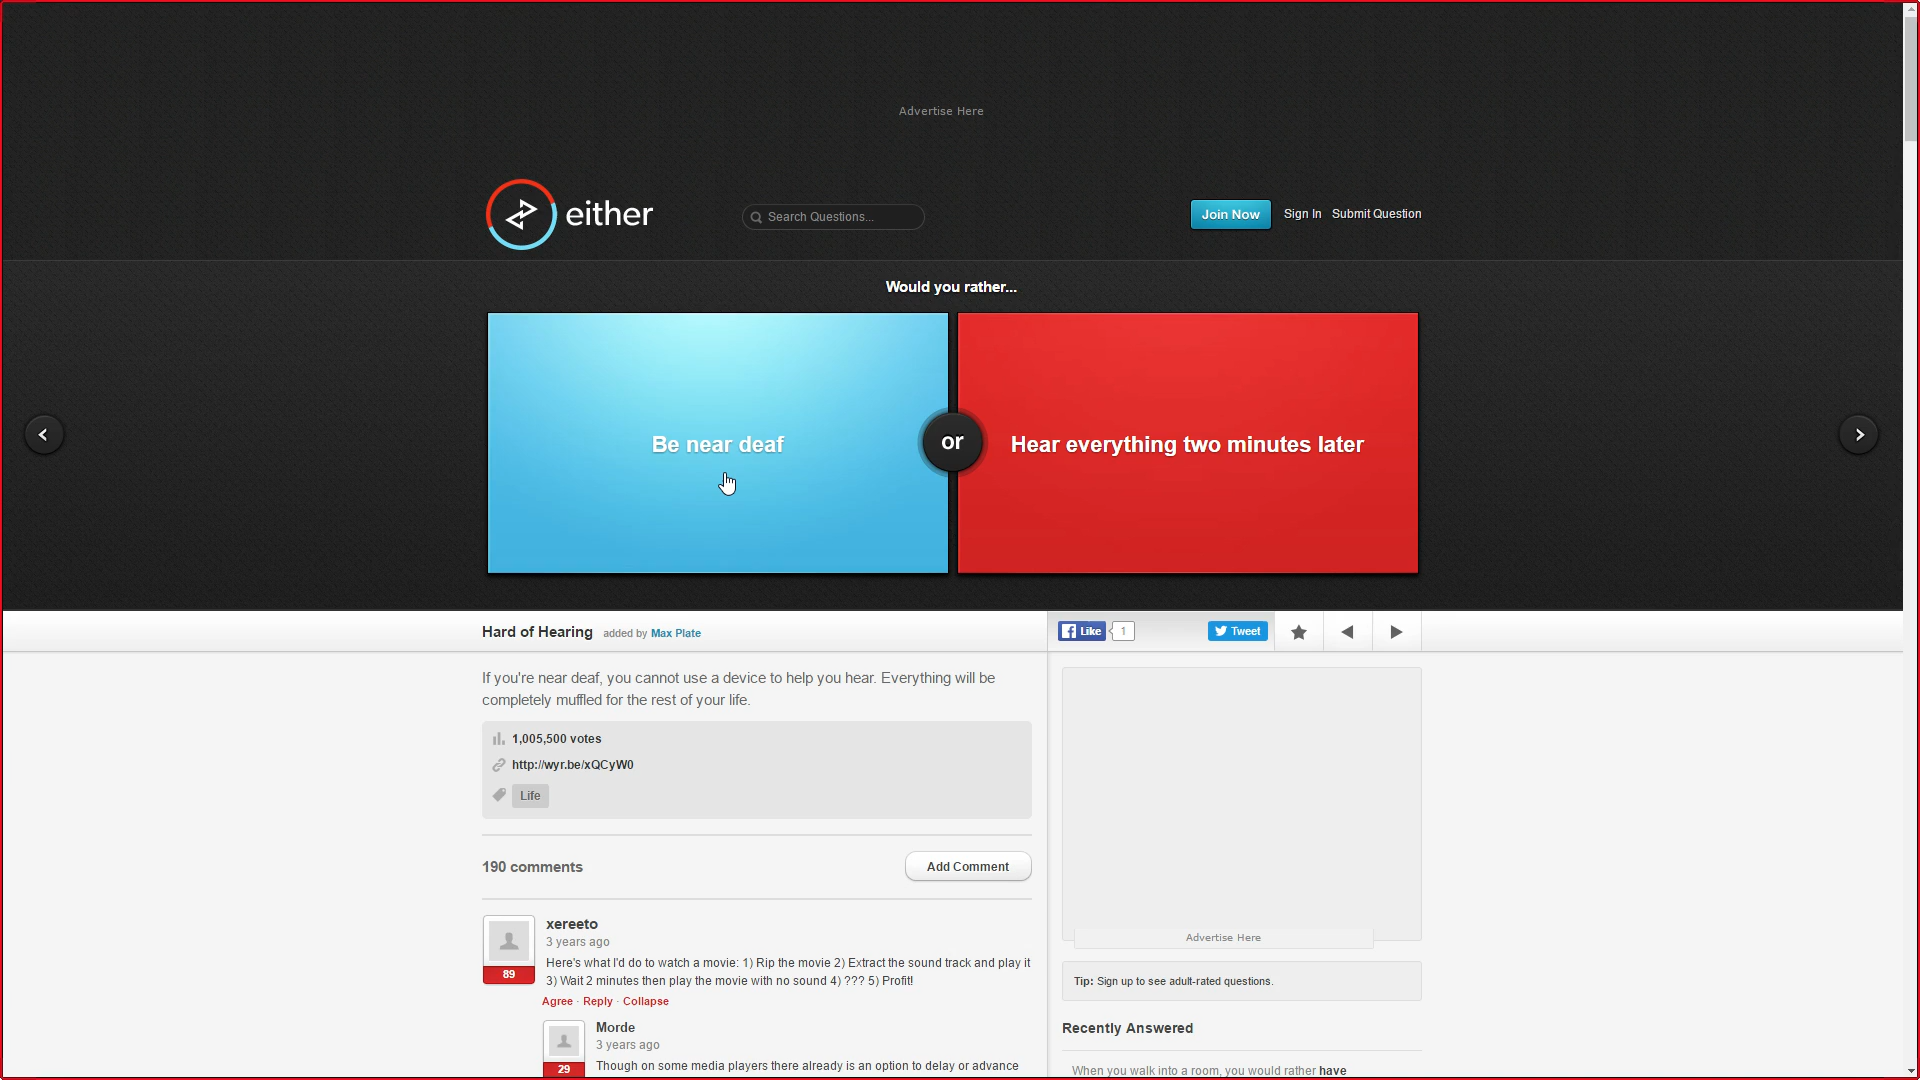 Advertise Here
either
Search Questions...
Join Now
Sign In
Submit Question
Would you rather...
Be near deaf
or
Hear everything two minutes later
Hard of Hearing added by Max Plate
Like
1
Tweet
If you're near deaf, you cannot use a device to help you hear. Everything will be
completely muffled for the rest of your life.
1,005,500 votes
http://wyr.be/xQCyW0
Life
190 comments
Add Comment
xereeto
3 years ago
89
Here's what I'd do to watch a movie: 1) Rip the movie 2) Extract the sound track and play it
3) Wait 2 minutes then play the movie with no sound 4) ??? 5) Profit!
Agree · Reply · Collapse
Morde
3 years ago
29
Though on some media players there already is an option to delay or advance
Advertise Here
Tip: Sign up to see adult-rated questions.
Recently Answered
When you walk into a room, you would rather have